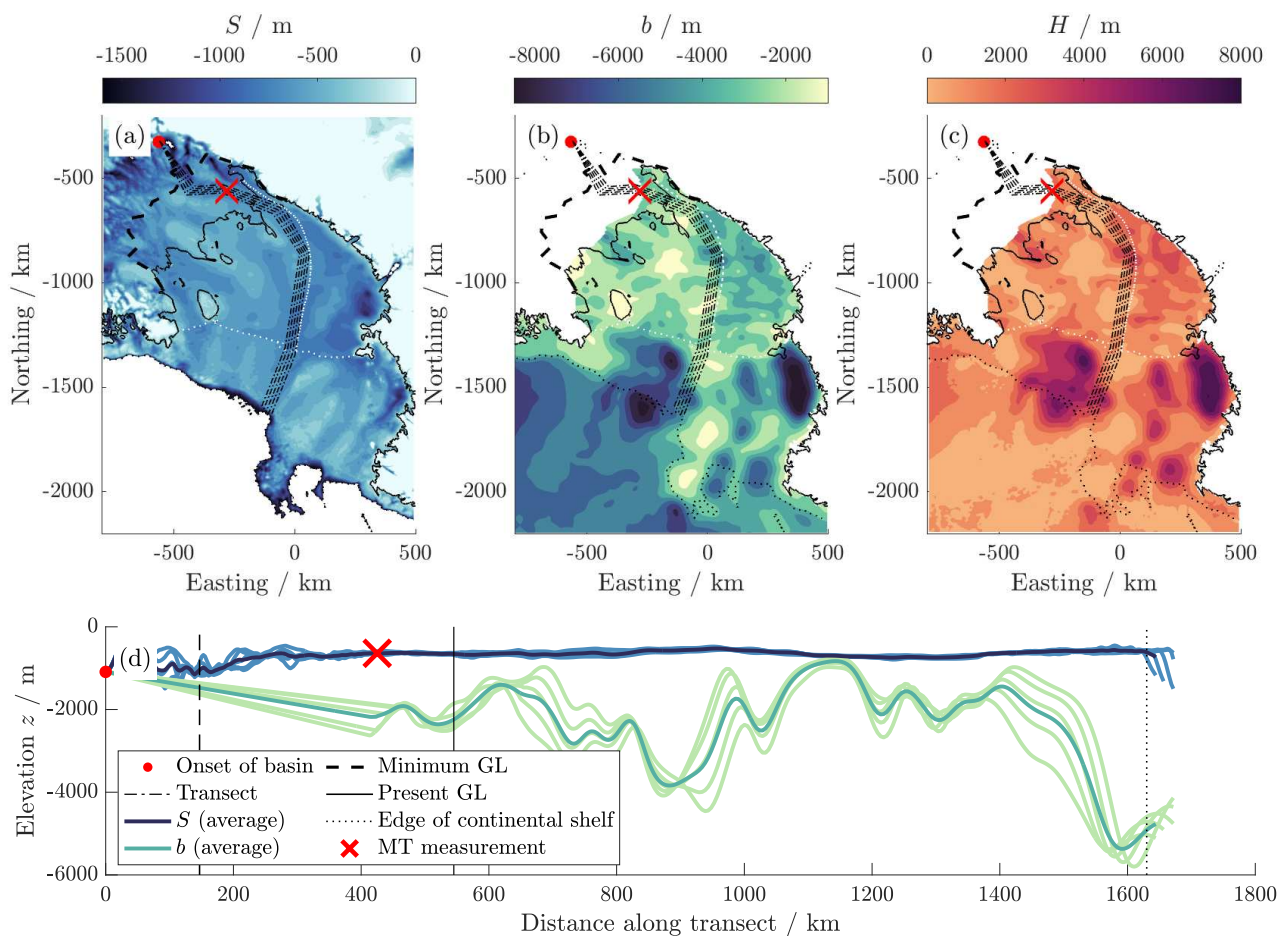 S / m
b / m
H / m
-1500 -1000 -500 0
-8000 -6000 -4000 -2000
0 2000 4000 6000 8000
(a)
(b)
(c)
Northing / km
-500
-1000
-1500
-2000
Northing / km
-500
-1000
-1500
-2000
Northing / km
-500
-1000
-1500
-2000
-500 0 500
-500 0 500
-500 0 500
Easting / km
Easting / km
Easting / km
(d)
Elevation z / m
0
-2000
-4000
-6000
Onset of basin
Minimum GL
Transect
Present GL
S (average)
Edge of continental shelf
b (average)
MT measurement
0 200 400 600 800 1000 1200 1400 1600 1800
Distance along transect / km